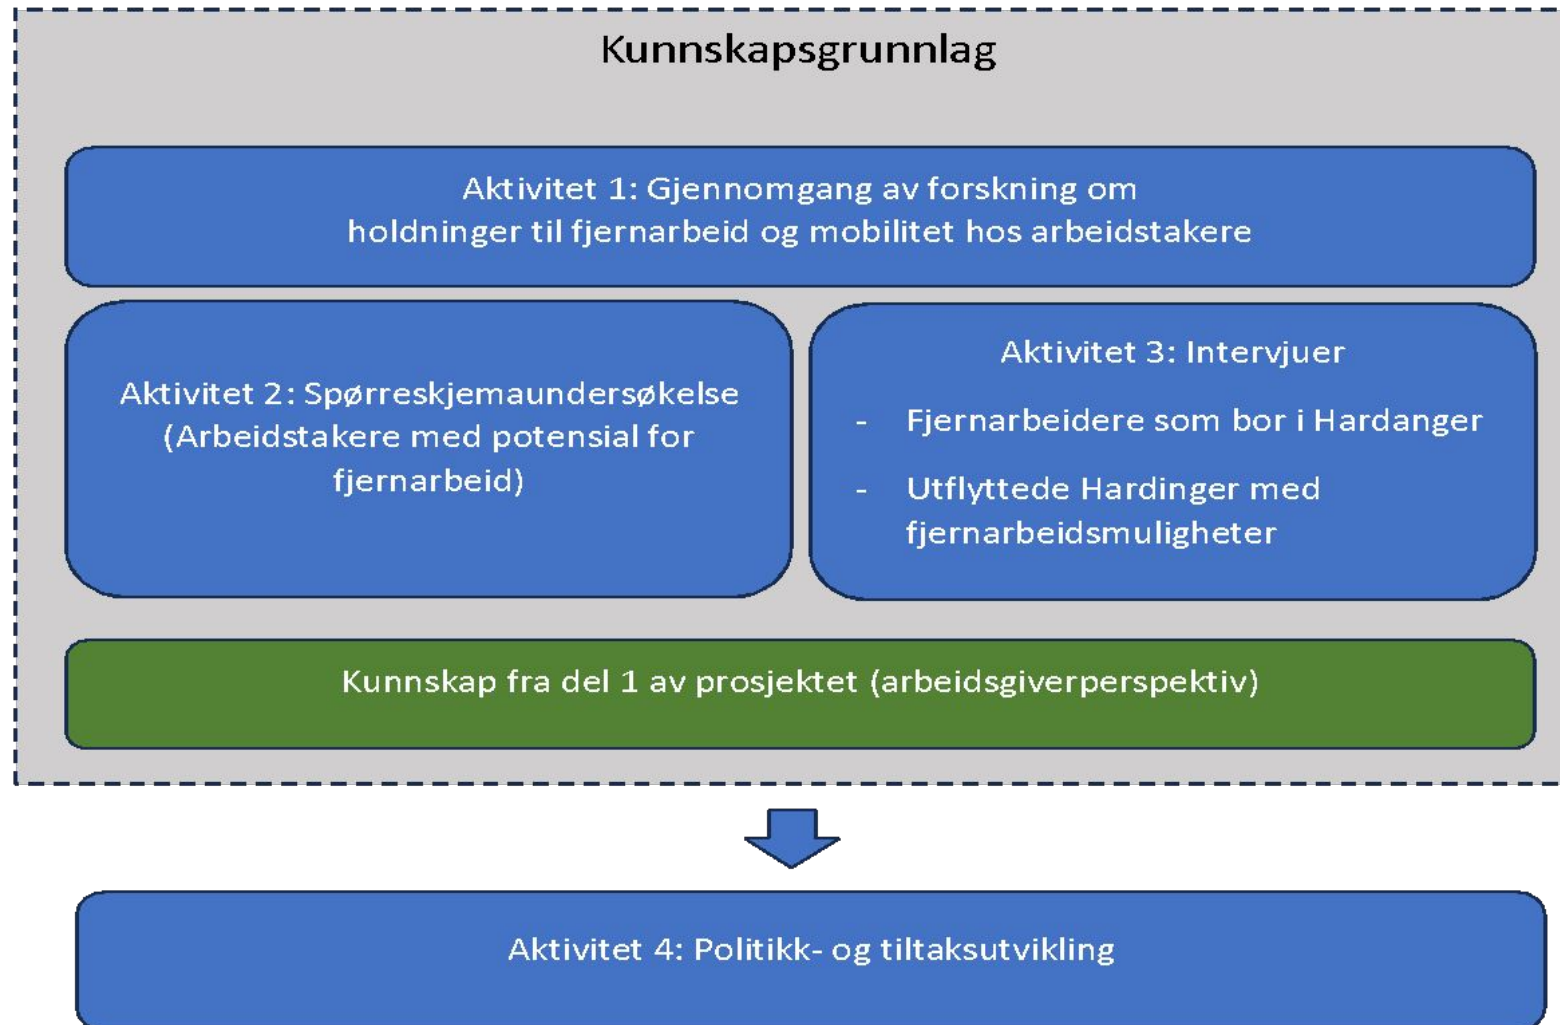 Kunnskapsgrunnlag
Aktivitet 1: Gjennomgang av forskning om
holdninger til fjernarbeid og mobilitet hos arbeidstakere
Aktivitet 2: Spørreskjemaundersøkelse
(Arbeidstakere med potensial for
fjernarbeid)
Aktivitet 3: Intervjuer
- Fjernarbeidere som bor i Hardanger
- Utflyttede Hardinger med
fjernarbeidsmuligheter
Kunnskap fra del 1 av prosjektet (arbeidsgiverperspektiv)
Aktivitet 4: Politikk- og tiltaksutvikling